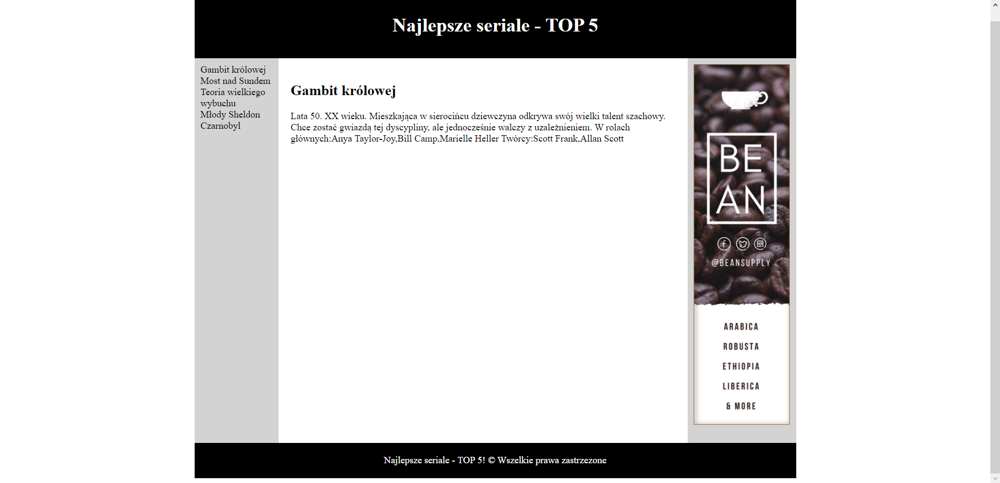 Najlepsze seriale - TOP 5
Gambit królowej
Most nad Sundem
Teoria wielkiego
wybuchu
Młody Sheldon
Czarnobyl
Gambit królowej
Lata 50. XX wieku. Mieszkająca w sierocińcu dziewczyna odkrywa swój wielki talent szachowy.
Chce zostać gwiazdą tej dyscypliny, ale jednocześnie walczy z uzależnieniem. W rolach
głównych:Anya Taylor-Joy,Bill Camp,Marielle Heller Twórcy:Scott Frank,Allan Scott
BE
AN
@BEANSUPPLY
ARABICA
ROBUSTA
ETHIOPIA
LIBERICA
& MORE
Najlepsze seriale - TOP 5! © Wszelkie prawa zastrzezone